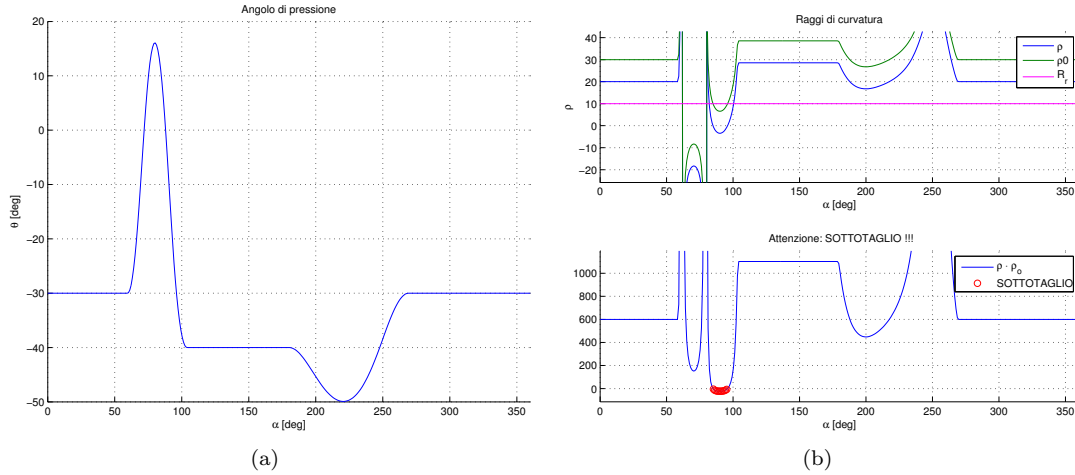 Angolo di pressione
20
10
0
−10
−20
−30
−40
−50
θ [deg]
0 50 100 150 200 250 300 350
α [deg]
(a)
Raggi di curvatura
40
30
20
10
0
−10
−20
ρ
ρ
ρ0
R_r
0 50 100 150 200 250 300 350
α [deg]
Attenzione: SOTTOTAGLIO !!!
1000
800
600
400
200
0
ρ · ρ_o
SOTTOTAGLIO
0 50 100 150 200 250 300 350
α [deg]
(b)